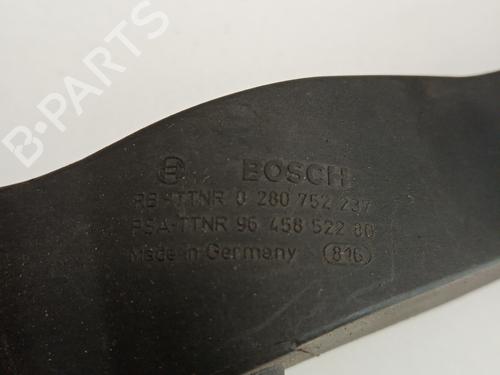 BOSCH
RB-TTNR 0 280 752 237
PSA-TTNR 96 458 522 80
Made in Germany 816
B-PARTS